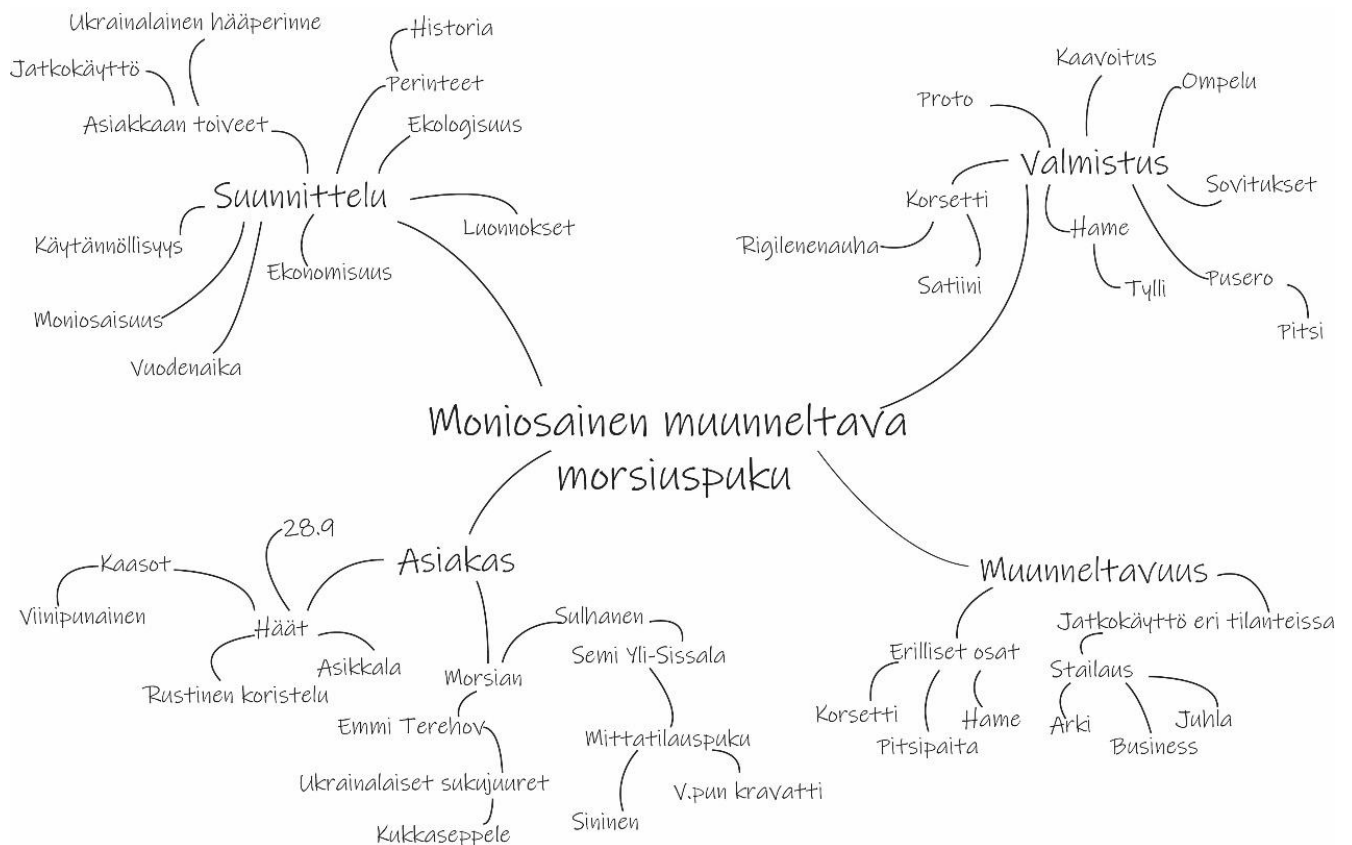 Ukrainalainen hääperinne
Jatkokäyttö
Asiakkaan toiveet
Historia
Perinteet
Ekologisuus
Suunnittelu
Luonnokset
Käytännöllisyys
Ekonomisuus
Moniosaisuus
Vuodenaika
Kaavoitus
Proto
Ompelu
Valmistus
Sovitukset
Korsetti
Rigilenenauha
Satiini
Hame
Tylli
Pusero
Pitsi
Moniosainen muunneltava
morsiuspuku
28.9
Kaasot
Viinipunainen
Asiakas
Häät
Rustinen koristelu
Asikkala
Sulhanen
Semi Yli-Sissala
Morsian
Emmi Terehov
Mittatilauspuku
Ukrainalaiset sukujuuret
V.pun kravatti
Kukkaseppele
Sininen
Muunneltavuus
Jatkokäyttö eri tilanteissa
Erilliset osat
Stailaus
Korsetti
Hame
Pitsipaita
Arki
Juhla
Business